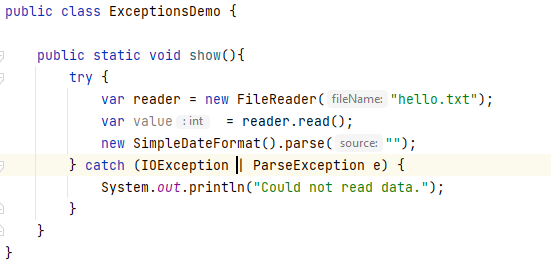 public class ExceptionsDemo {
public static void show(){
try {
var reader = new FileReader( fileName: "hello.txt");
var value : int = reader.read();
new SimpleDateFormat().parse( source: "");
} catch (IOException | ParseException e) {
System.out.println("Could not read data.");
}
}
}